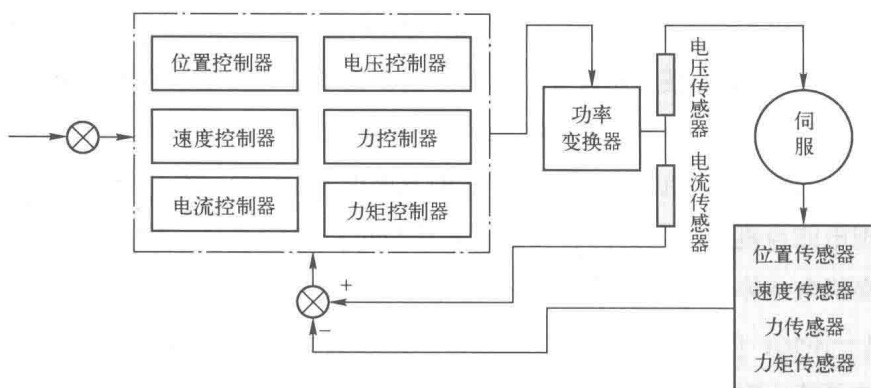 位置控制器
电压控制器
速度控制器
力控制器
电流控制器
力矩控制器
功率
变换器
电压传感器
电流传感器
伺
服
位置传感器
速度传感器
力传感器
力矩传感器
+
−